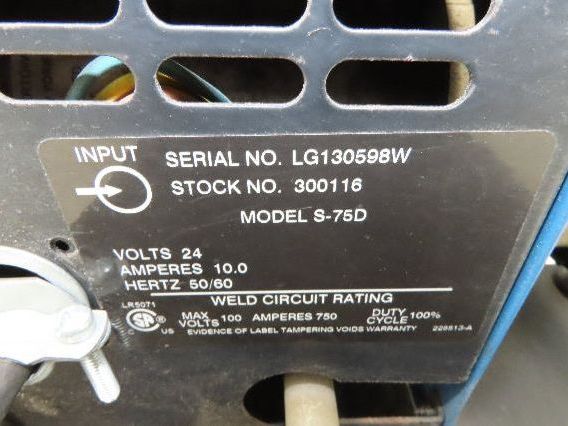 INPUT
SERIAL NO. LG130598W
STOCK NO. 300116
MODEL S-75D
VOLTS 24
AMPERES 10.0
HERTZ 50/60
WELD CIRCUIT RATING
LR5071
MAX VOLTS 100 AMPERES 750 DUTY CYCLE 100%
US EVIDENCE OF LABEL TAMPERING VOIDS WARRANTY